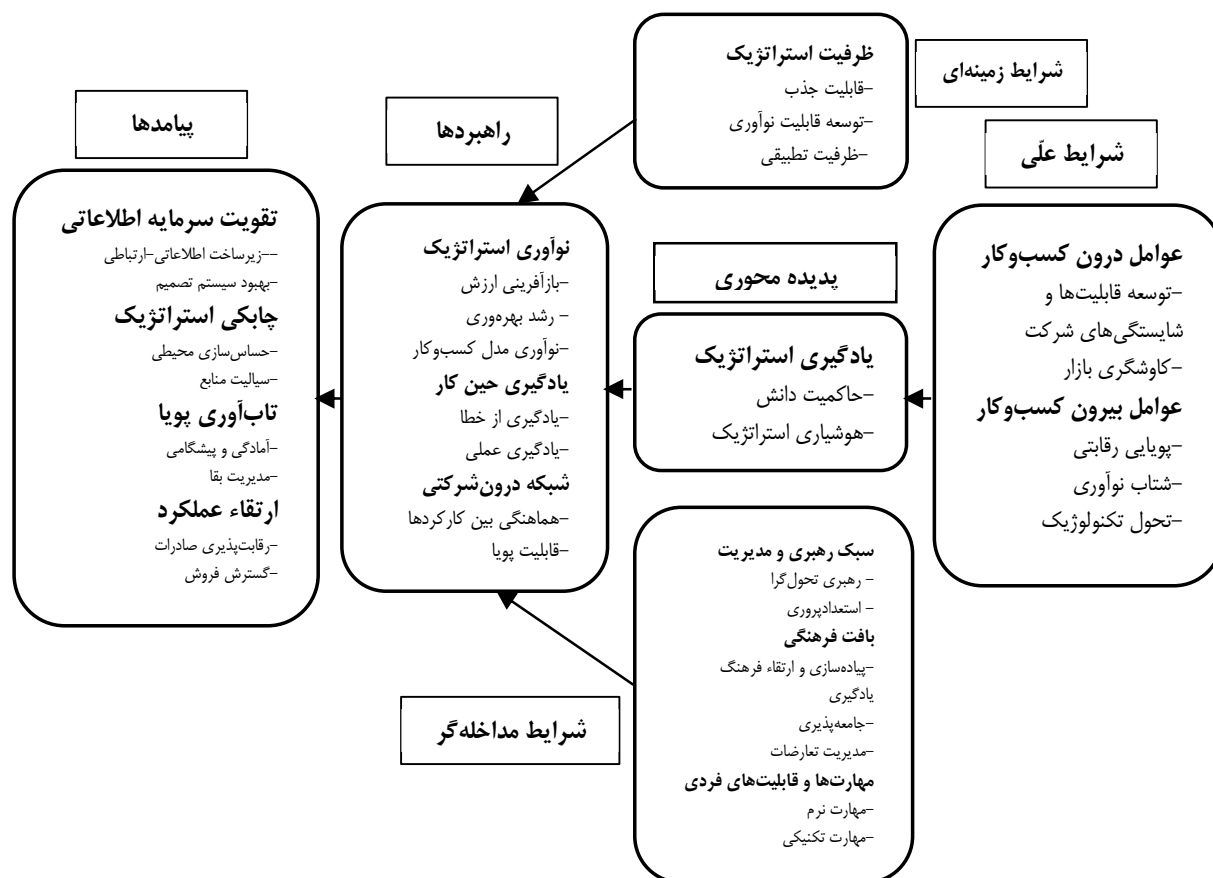 شرایط زمینه‌ای
ظرفیت استراتژیک
-قابلیت جذب
-توسعه قابلیت نوآوری
-ظرفیت تطبیقی
شرایط علّی
عوامل درون کسب‌وکار
-توسعه قابلیت‌ها و
شایستگی‌های شرکت
-کاوشگری بازار
عوامل بیرون کسب‌وکار
-پویایی رقابتی
-شتاب نوآوری
-تحول تکنولوژیک
پدیده محوری
یادگیری استراتژیک
-حاکمیت دانش
-هوشیاری استراتژیک
سبک رهبری و مدیریت
- رهبری تحول‌گرا
- استعدادپروری
بافت فرهنگی
-پیاده‌سازی و ارتقاء فرهنگ
یادگیری
-جامعه‌پذیری
-مدیریت تعارضات
مهارت‌ها و قابلیت‌های فردی
-مهارت نرم
-مهارت تکنیکی
شرایط مداخله‌گر
راهبردها
نوآوری استراتژیک
-بازآفرینی ارزش
- رشد بهره‌وری
-نوآوری مدل کسب‌وکار
یادگیری حین کار
-یادگیری از خطا
-یادگیری عملی
شبکه درون‌شرکتی
-هماهنگی بین کارکردها
-قابلیت پویا
پیامدها
تقویت سرمایه اطلاعاتی
--زیرساخت اطلاعاتی-ارتباطی
-بهبود سیستم تصمیم
چابکی استراتژیک
-حساس‌سازی محیطی
-سیالیت منابع
تاب‌آوری پویا
-آمادگی و پیشگامی
-مدیریت بقا
ارتقاء عملکرد
-رقابت‌پذیری صادرات
-گسترش فروش